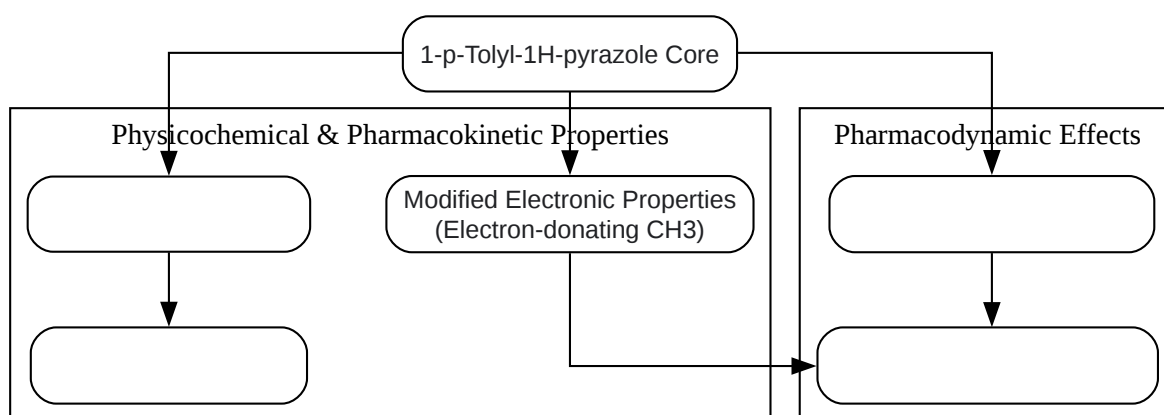 1-p-Tolyl-1H-pyrazole Core
Physicochemical & Pharmacokinetic Properties
Pharmacodynamic Effects
Modified Electronic Properties
(Electron-donating CH3)